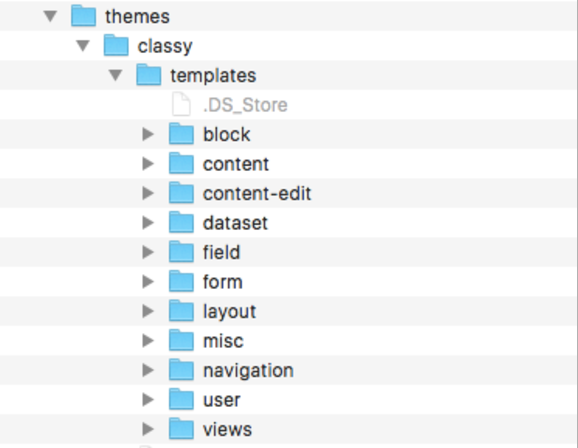 themes
classy
templates
.DS_Store
block
content
content-edit
dataset
field
form
layout
misc
navigation
user
views